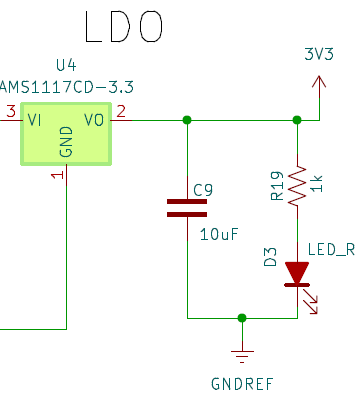 LDO
3V3
U4
AMS1117CD-3.3
3
VI
VO
2
GND
1
C9
10uF
R19
1k
D3
LED_R
GNDREF